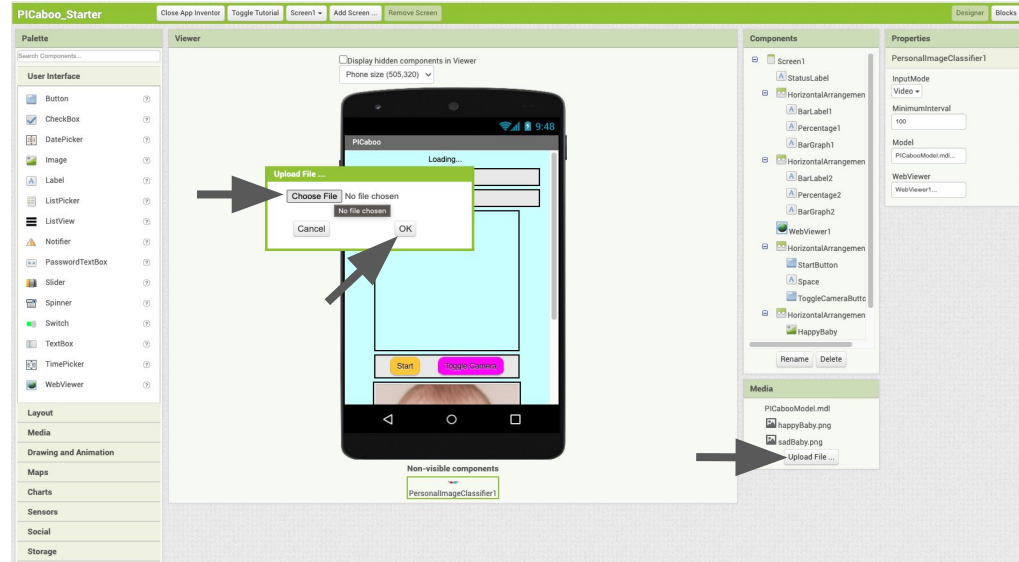 PICaboo_Starter
Close App Inventor
Toggle Tutorial
Screen1
Add Screen ...
Remove Screen
Designer
Blocks
Palette
Search Components...
User Interface
Button
CheckBox
DatePicker
Image
Label
ListPicker
ListView
Notifier
PasswordTextBox
Slider
Spinner
Switch
TextBox
TimePicker
WebViewer
Layout
Media
Drawing and Animation
Maps
Charts
Sensors
Social
Storage
Viewer
Display hidden components in Viewer
Phone size (505,320)
9:48
PICaboo
Loading...
Upload File ...
Choose File No file chosen
No file chosen
Cancel
OK
Start
Toggle Camera
Non-visible components
PersonalImageClassifier1
Components
Screen1
StatusLabel
HorizontalArrangemen
BarLabel1
Percentage1
BarGraph1
HorizontalArrangemen
BarLabel2
Percentage2
BarGraph2
WebViewer1
HorizontalArrangemen
StartButton
Space
ToggleCameraButtc
HorizontalArrangemen
HappyBaby
Rename
Delete
Media
PICabooModel.mdl
happyBaby.png
sadBaby.png
Upload File ...
Properties
PersonalImageClassifier1
InputMode
Video
MinimumInterval
100
Model
PICabooModel.mdl...
WebViewer
WebViewer1...